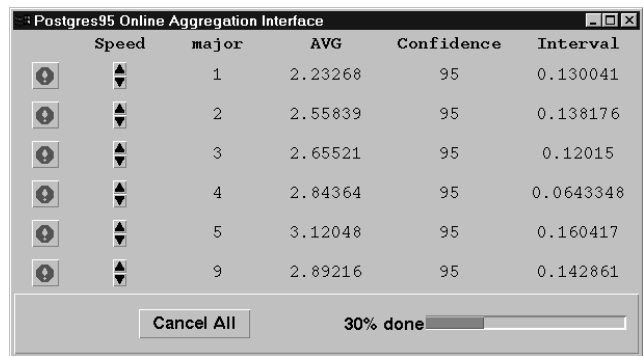 Postgres95 Online Aggregation Interface
Speed major AVG Confidence Interval
1 2.23268 95 0.130041
2 2.55839 95 0.138176
3 2.65521 95 0.12015
4 2.84364 95 0.0643348
5 3.12048 95 0.160417
9 2.89216 95 0.142861
Cancel All 30% done